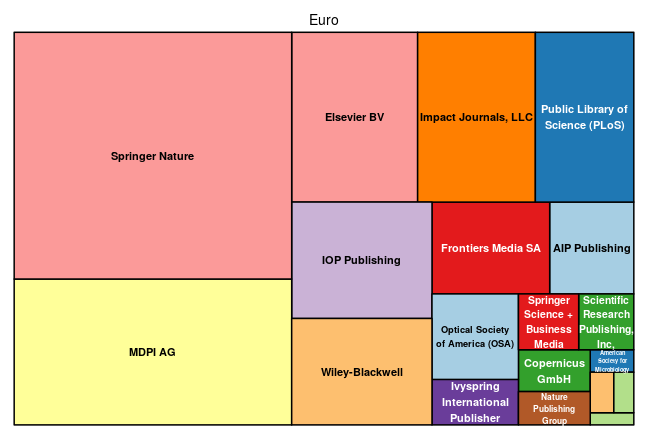 Euro
Springer Nature
Elsevier BV
Impact Journals, LLC
Public Library of
Science (PLoS)
IOP Publishing
Frontiers Media SA
AIP Publishing
MDPI AG
Wiley-Blackwell
Optical Society
of America (OSA)
Springer
Science +
Business
Media
Scientific
Research
Publishing,
Inc,
Copernicus
GmbH
American
Society for
Microbiology
Ivyspring
International
Publisher
Nature
Publishing
Group